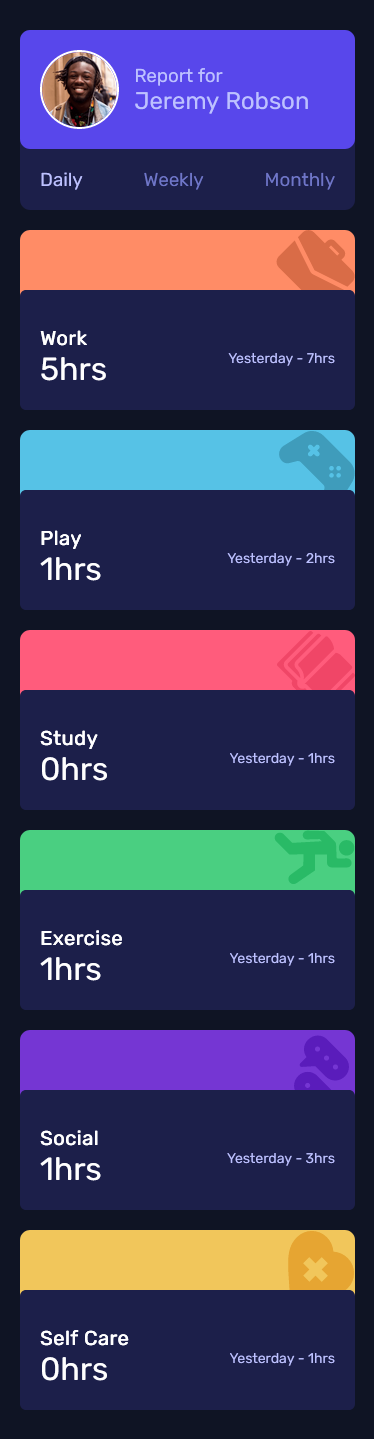 Report for
Jeremy Robson
Daily Weekly Monthly
Work
5hrs
Yesterday - 7hrs
Play
1hrs
Yesterday - 2hrs
Study
0hrs
Yesterday - 1hrs
Exercise
1hrs
Yesterday - 1hrs
Social
1hrs
Yesterday - 3hrs
Self Care
0hrs
Yesterday - 1hrs